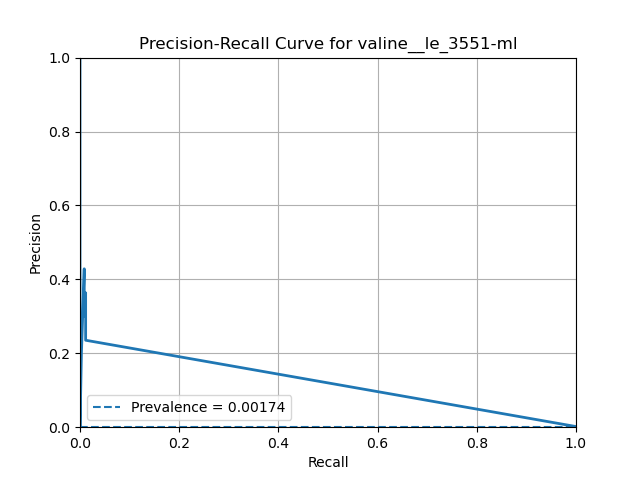 Precision-Recall Curve for valine__le_3551-ml
1.0
0.8
0.6
0.4
0.2
0.0
Precision
Prevalence = 0.00174
0.0 0.2 0.4 0.6 0.8 1.0
Recall